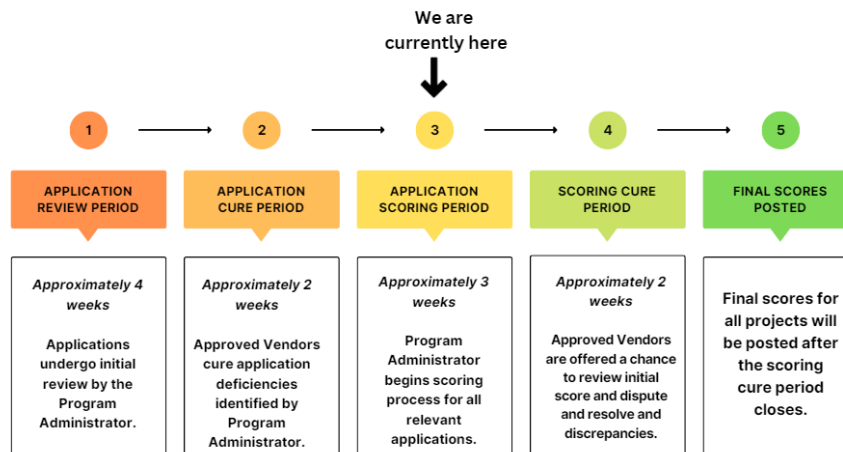 We are
currently here
1
2
3
4
5
APPLICATION
REVIEW PERIOD
APPLICATION
CURE PERIOD
APPLICATION
SCORING PERIOD
SCORING CURE
PERIOD
FINAL SCORES
POSTED
Approximately 4
weeks
Applications
undergo initial
review by the
Program
Administrator.
Approximately 2
weeks
Approved Vendors
cure application
deficiencies
identified by
Program
Administrator.
Approximately 3
weeks
Program
Administrator
begins scoring
process for all
relevant
applications.
Approximately 2
weeks
Approved Vendors
are offered a chance
to review initial
score and dispute
and resolve and
discrepancies.
Final scores for
all projects will
be posted after
the scoring
cure period
closes.